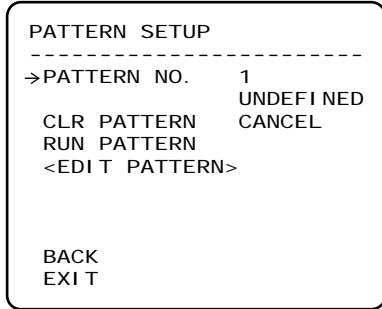 PATTERN SETUP
------------------------
→PATTERN NO. 1
UNDEFINED
CLR PATTERN CANCEL
RUN PATTERN
<EDIT PATTERN>
BACK
EXIT